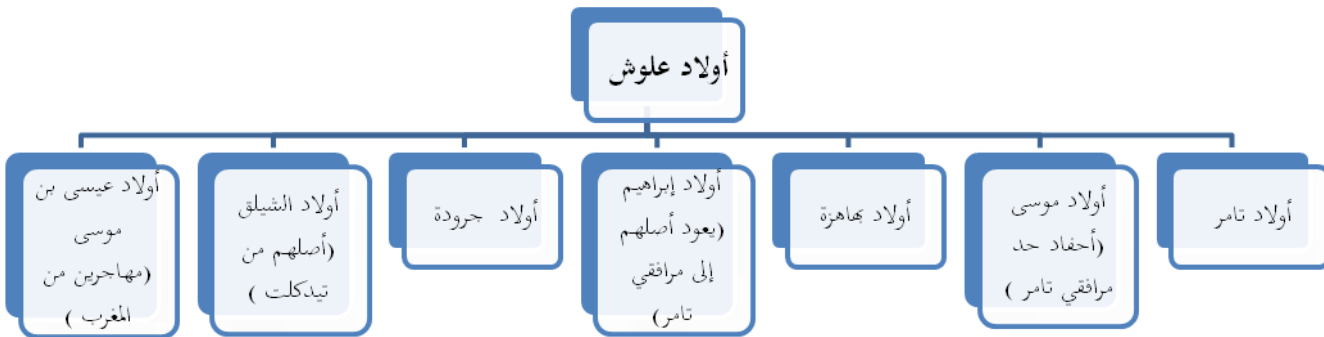 أولاد علوش
أولاد تامر
أولاد موسى
(أحفاد حد
مرافقي تامر )
أولاد بهاهزة
أولاد إبراهيم
(يعود أصلهم
إلى مرافقي
تامر)
أولاد جرودة
أولاد الشيلق
(أصلهم من
تيدكلت )
أولاد عيسى بن
موسى
(مهاجرين من
المغرب )